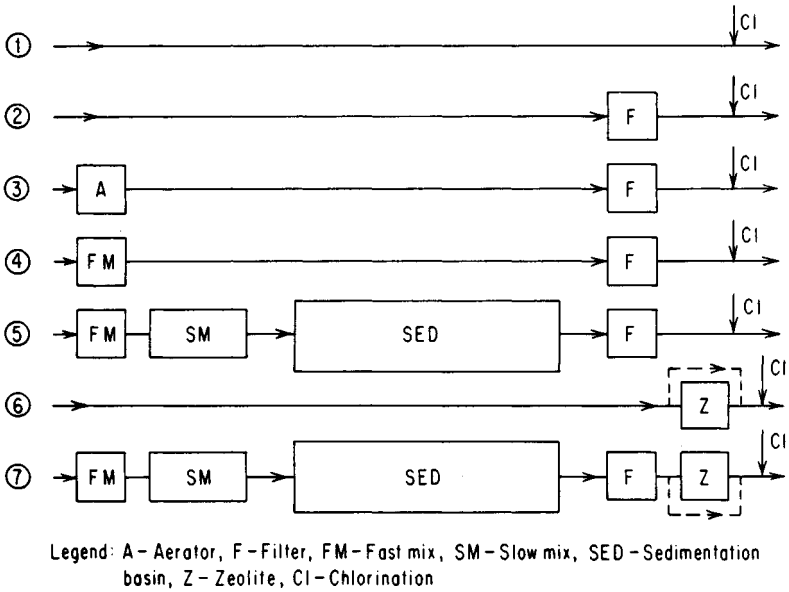 ① Cl
② F Cl
③ A F Cl
④ FM F Cl
⑤ FM SM SED F Cl
⑥ Z Cl
⑦ FM SM SED F Z Cl
Legend: A - Aerator, F - Filter, FM - Fast mix, SM - Slow mix, SED - Sedimentation
basin, Z - Zeolite, Cl - Chlorination